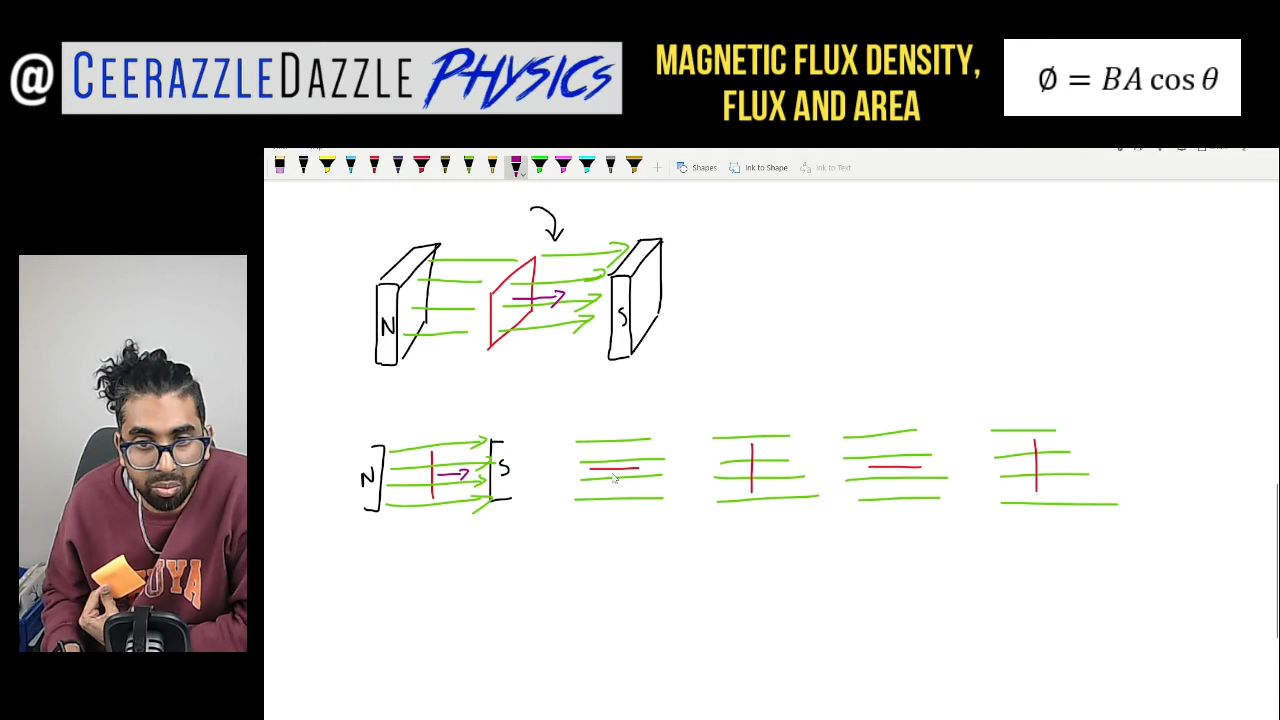 @ CEERAZZLEDAZZLE PHYSICS
MAGNETIC FLUX DENSITY,
FLUX AND AREA
Ø = BA cos θ
Shapes
Ink to Shape
Ink to Text
N
S
N
S